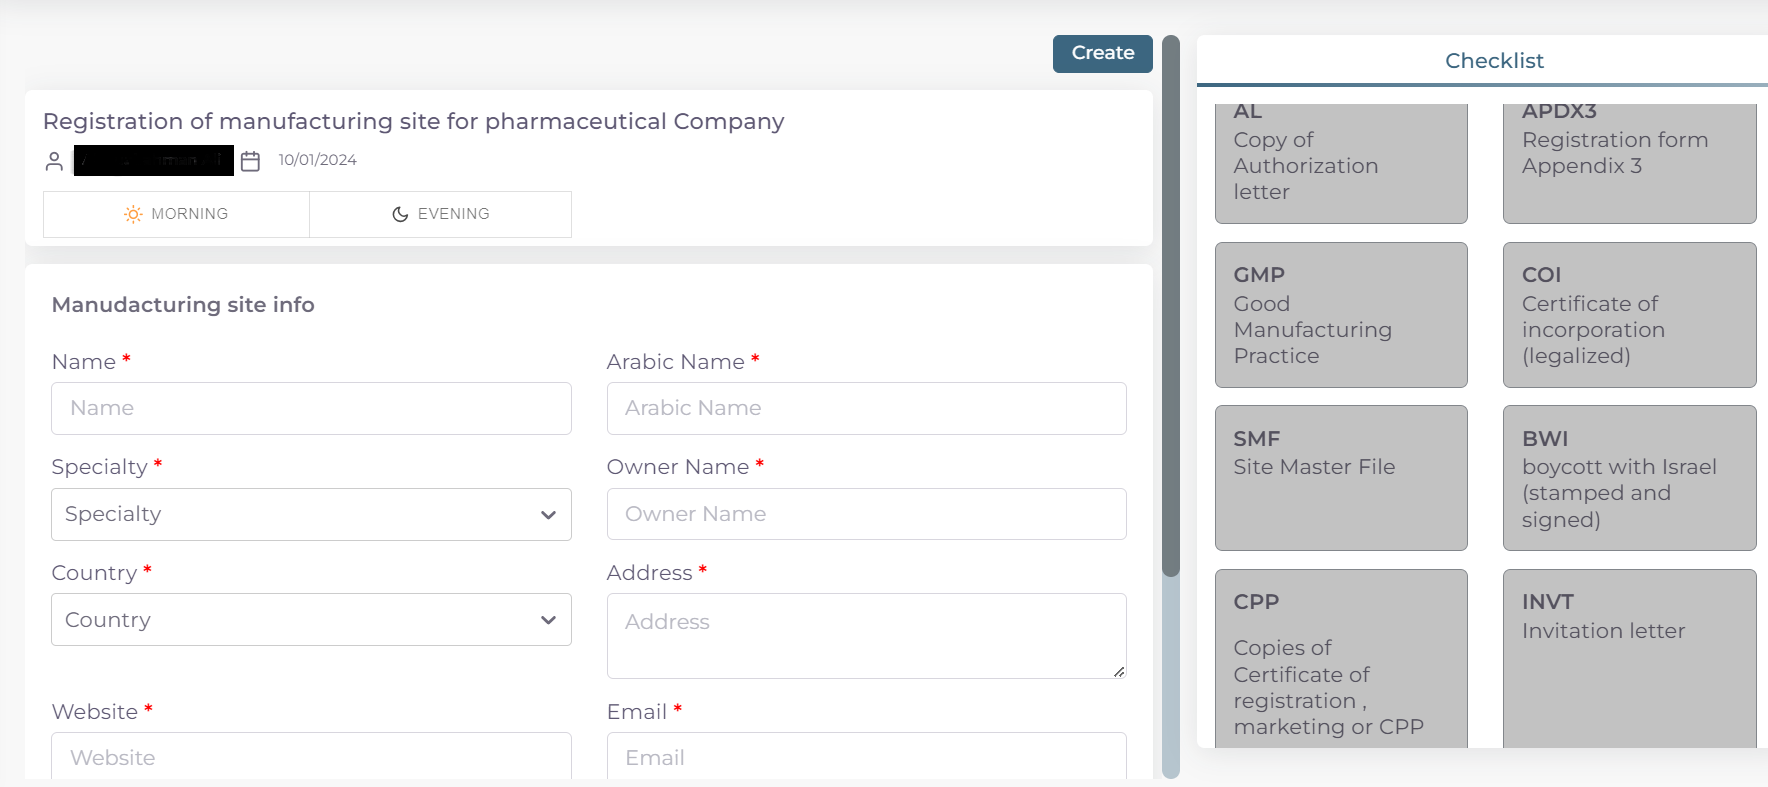 Create
Registration of manufacturing site for pharmaceutical Company
10/01/2024
MORNING
EVENING
Manudacturing site info
Name *
Name
Arabic Name *
Arabic Name
Specialty *
Specialty
Owner Name *
Owner Name
Country *
Country
Address *
Address
Website *
Website
Email *
Email
Checklist
AL
Copy of
Authorization
letter
APDX3
Registration form
Appendix 3
GMP
Good
Manufacturing
Practice
COI
Certificate of
incorporation
(legalized)
SMF
Site Master File
BWI
boycott with Israel
(stamped and
signed)
CPP
Copies of
Certificate of
registration ,
marketing or CPP
INVT
Invitation letter